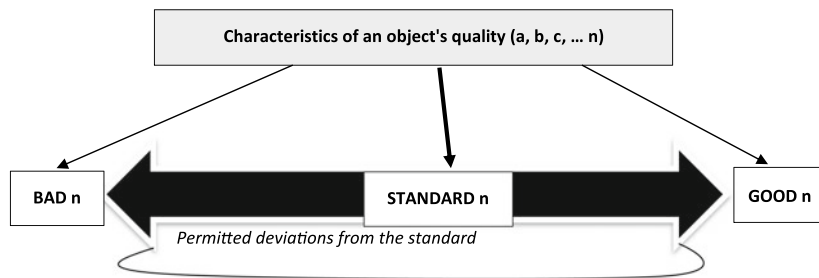 Characteristics of an object's quality (a, b, c, … n)
BAD n
STANDARD n
GOOD n
Permitted deviations from the standard